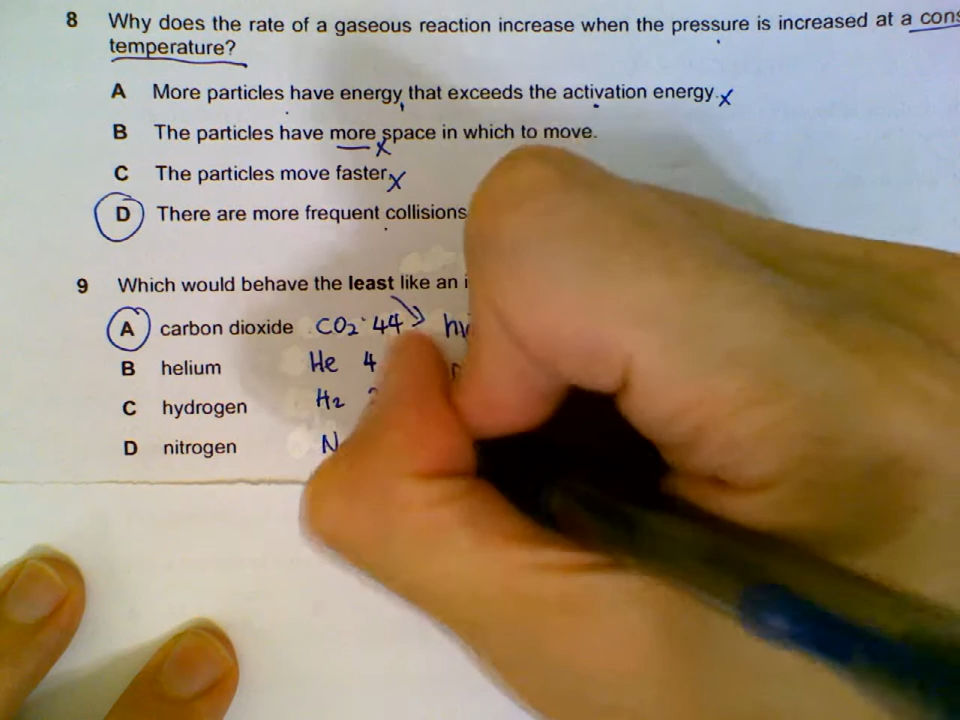 8 Why does the rate of a gaseous reaction increase when the pressure is increased at a
temperature?
A More particles have energy that exceeds the activation energy. x
B The particles have more space in which to move.
x
C The particles move faster. x
D There are more frequent collisions
9 Which would behave the least like an
A carbon dioxide CO2 44
B helium He 4
C hydrogen H2
D nitrogen N